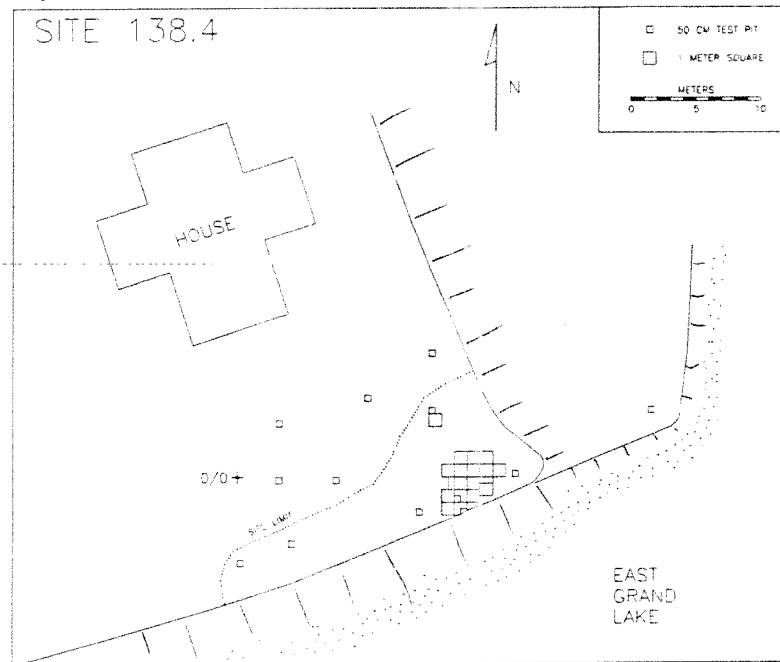 SITE 138.4
50 CM TEST PIT
1 METER SQUARE
METERS
0 5 10
N
HOUSE
0/0
SITE LIMIT
EAST
GRAND
LAKE